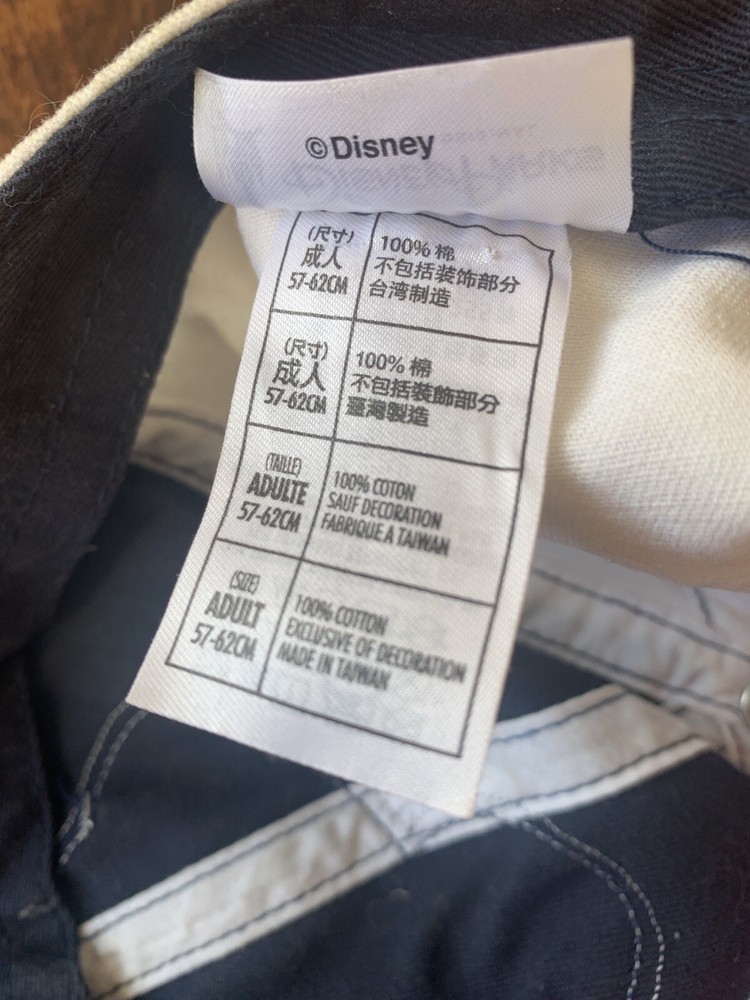 ©Disney
(尺寸)
成人
57-62CM
100% 棉
不包括装饰部分
台湾制造
(尺寸)
成人
57-62CM
100% 棉
不包括裝飾部分
臺灣製造
(TAILLE)
ADULTE
57-62CM
100% COTON
SAUF DECORATION
FABRIQUE A TAIWAN
(SIZE)
ADULT
57-62CM
100% COTTON
EXCLUSIVE OF DECORATION
MADE IN TAIWAN